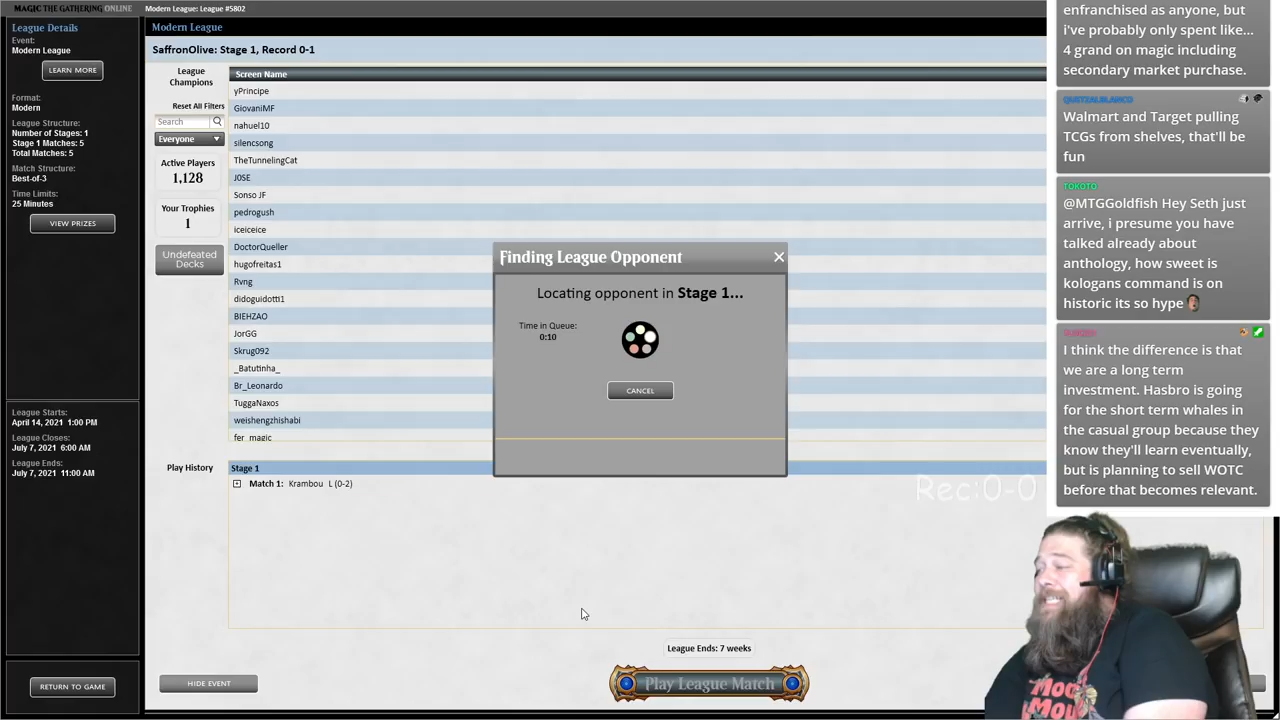 MAGIC THE GATHERING ONLINE
Modern League: League #5802
League Details
Event:
Modern League
LEARN MORE
Format:
Modern
League Structure:
Number of Stages: 1
Stage 1 Matches: 5
Total Matches: 5
Match Structure:
Best-of-3
Time Limits:
25 Minutes
VIEW PRIZES
League Starts:
April 14, 2021 1:00 PM
League Closes:
July 7, 2021 6:00 AM
League Ends:
July 7, 2021 11:00 AM
RETURN TO GAME
Modern League
SaffronOlive: Stage 1, Record 0-1
League
Champions
Reset All Filters
Search
Everyone
Active Players
1,128
Your Trophies
1
Undefeated
Decks
Screen Name
yPrincipe
GiovaniMF
nahuel10
silencsong
TheTunnelingCat
J0SE
Sonso JF
pedrogush
iceiceice
DoctorQueller
hugofreitas1
Rvng
didoguidotti1
BIEHZAO
JorGG
Skrug092
_Batutinha_
Br_Leonardo
TuggaNaxos
weishengzhishabi
fer_magic
Finding League Opponent
Locating opponent in Stage 1...
Time in Queue:
0:10
CANCEL
Play History
Stage 1
Match 1: Krambou L (0-2)
Rec:0-0
League Ends: 7 weeks
HIDE EVENT
Play League Match
enfranchised as anyone, but
i've probably only spent like...
4 grand on magic including
secondary market purchase.
QUETZALBLANCO
Walmart and Target pulling
TCGs from shelves, that'll be
fun
TOKOTO
@MTGGoldfish Hey Seth just
arrive, i presume you have
talked already about
anthology, how sweet is
kologans command is on
historic its so hype
I think the difference is that
we are a long term
investment. Hasbro is going
for the short term whales in
the casual group because they
know they'll learn eventually,
but is planning to sell WOTC
before that becomes relevant.